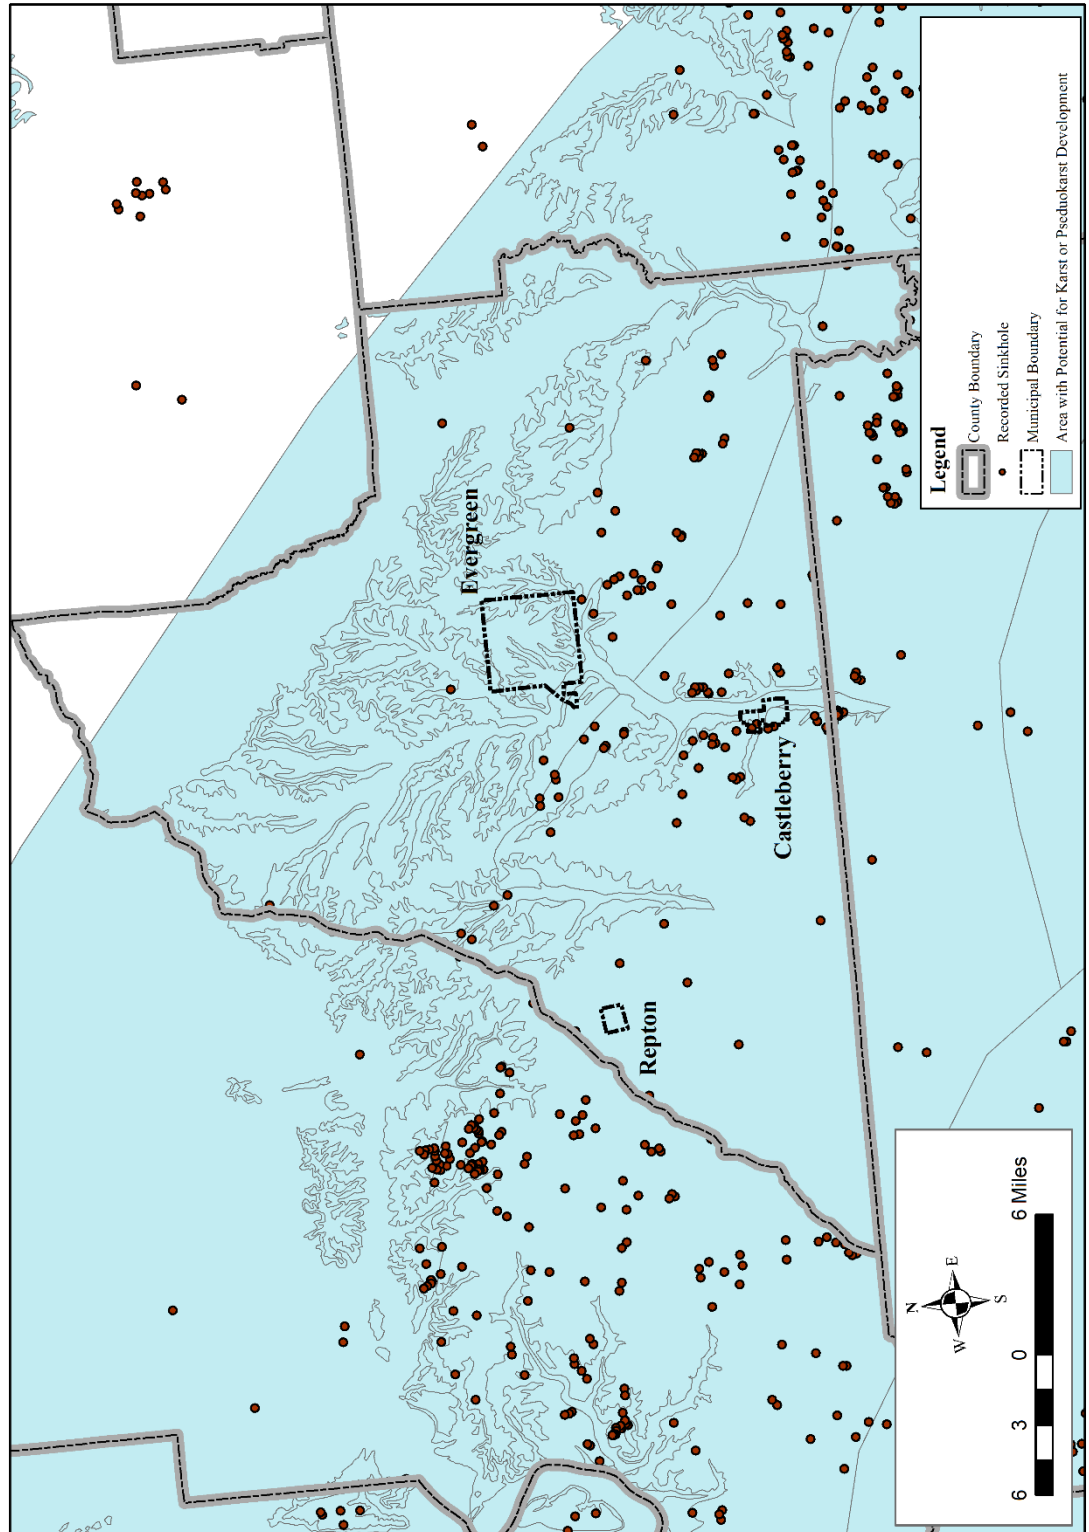 Evergreen
Castleberry
Repton
Legend
County Boundary
Recorded Sinkhole
Municipal Boundary
Area with Potential for Karst or Pseduokarst Development
N
W E
S
6 3 0 6 Miles